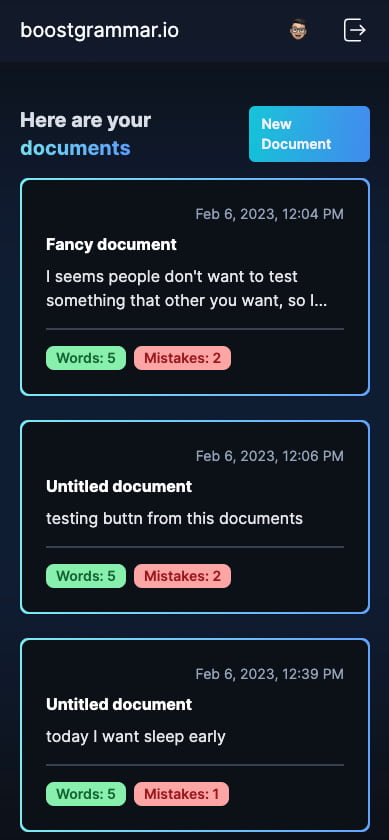 boostgrammar.io
Here are your
documents
New
Document
Feb 6, 2023, 12:04 PM
Fancy document
I seems people don't want to test
something that other you want, so I...
Words: 5
Mistakes: 2
Feb 6, 2023, 12:06 PM
Untitled document
testing buttn from this documents
Words: 5
Mistakes: 2
Feb 6, 2023, 12:39 PM
Untitled document
today I want sleep early
Words: 5
Mistakes: 1